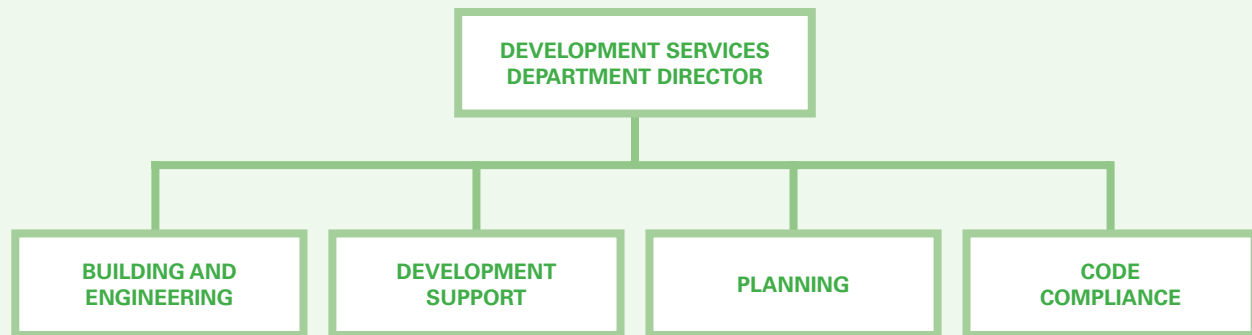 DEVELOPMENT SERVICES
DEPARTMENT DIRECTOR
BUILDING AND
ENGINEERING
DEVELOPMENT
SUPPORT
PLANNING
CODE
COMPLIANCE